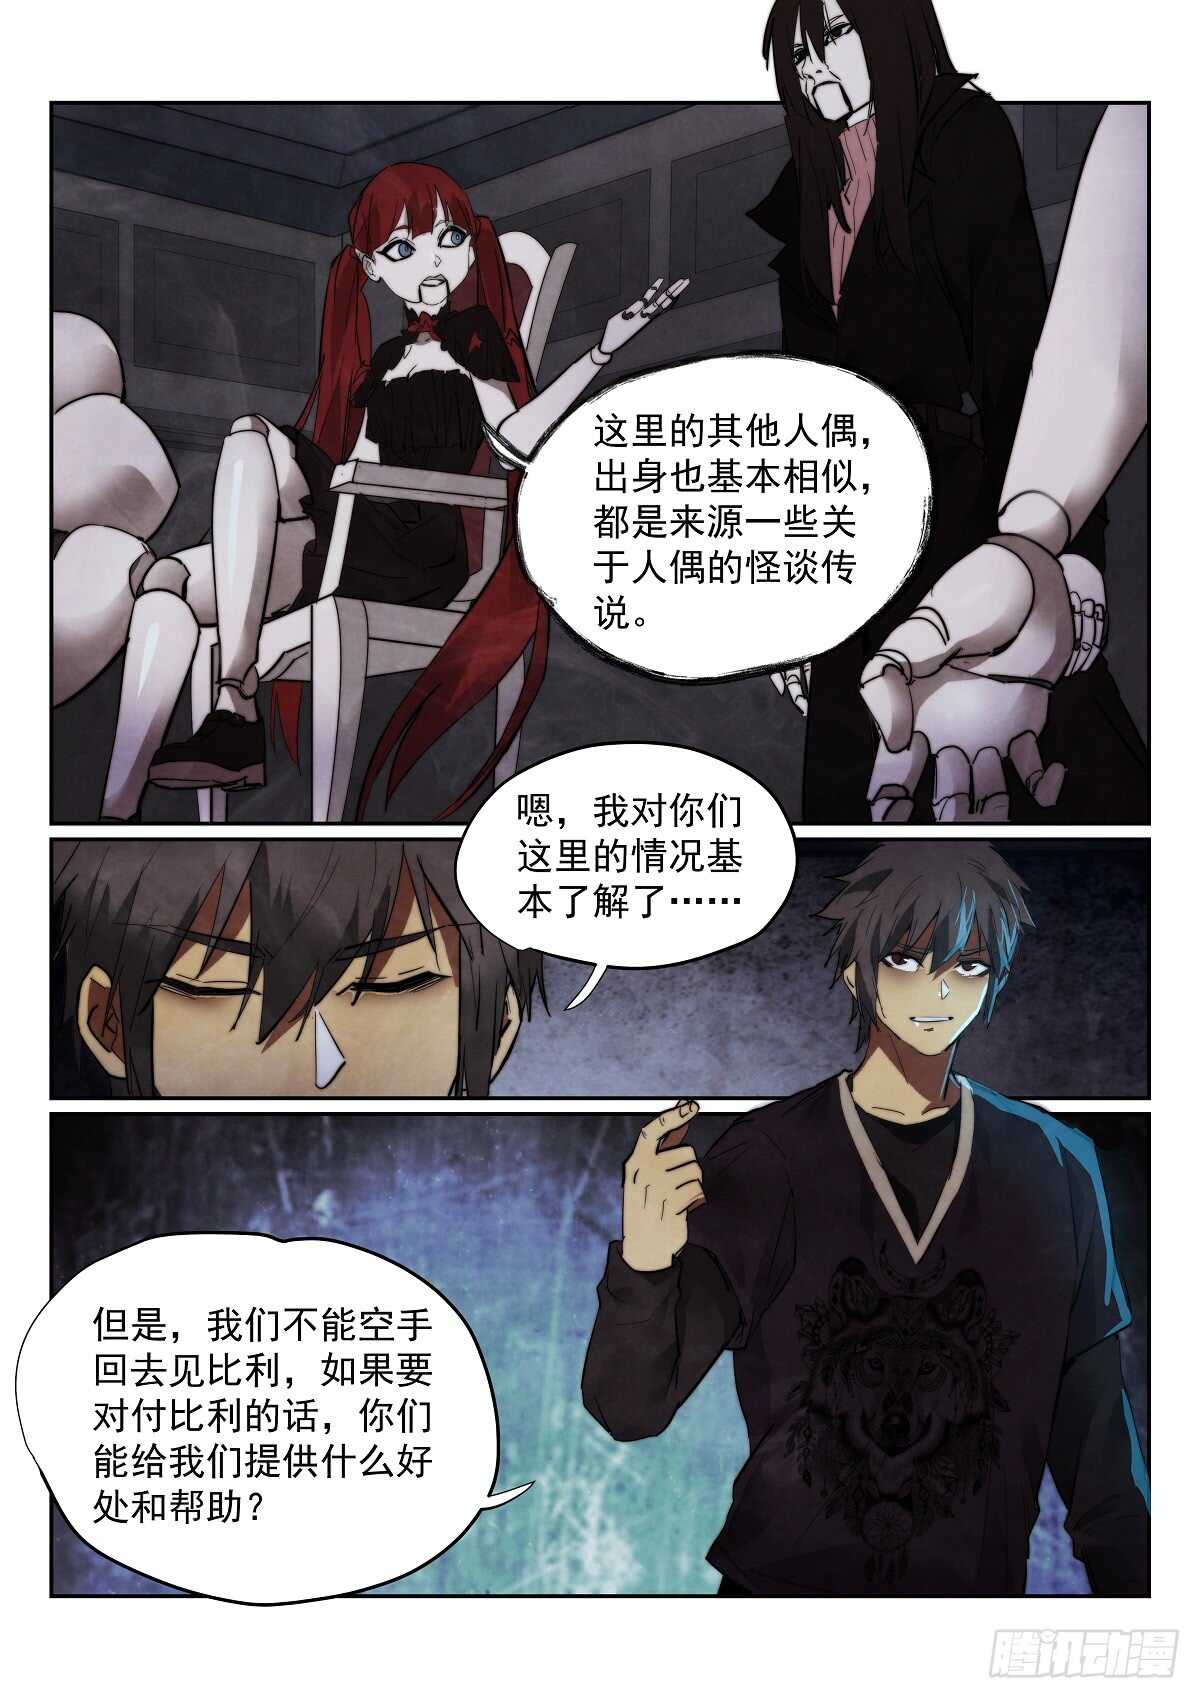 这里的其他人偶，
出身也基本相似，
都是来源一些关
于人偶的怪谈传
说。
嗯，我对你们
这里的情况基
本了解了……
但是，我们不能空手
回去见比利，如果要
对付比利的话，你们
能给我们提供什么好
处和帮助？
腾讯动漫